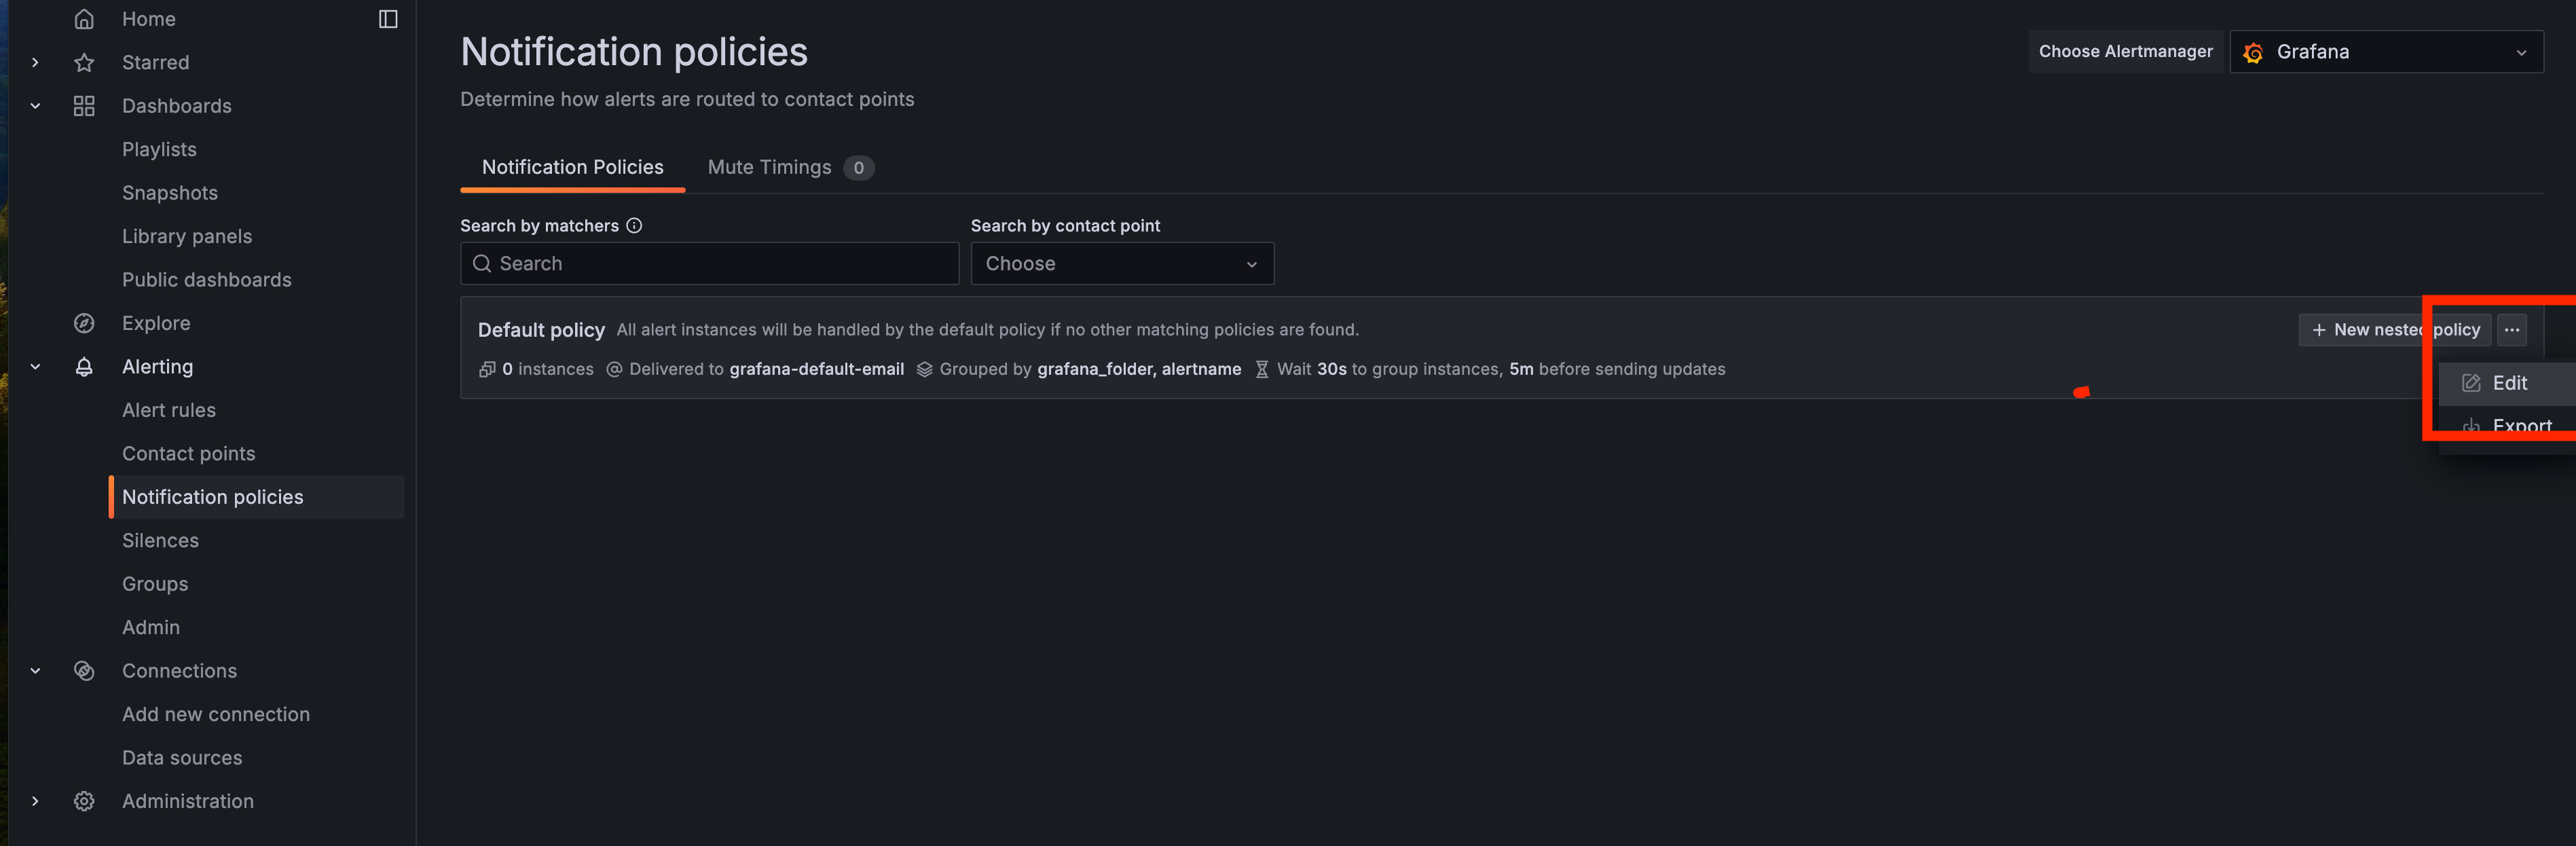 Home
Starred
Dashboards
Playlists
Snapshots
Library panels
Public dashboards
Explore
Alerting
Alert rules
Contact points
Notification policies
Silences
Groups
Admin
Connections
Add new connection
Data sources
Administration
Notification policies
Determine how alerts are routed to contact points
Choose Alertmanager
Grafana
Notification Policies
Mute Timings 0
Search by matchers
Search by contact point
Search
Choose
Default policy All alert instances will be handled by the default policy if no other matching policies are found.
+ New nested policy ...
0 instances @ Delivered to grafana-default-email Grouped by grafana_folder, alertname Wait 30s to group instances, 5m before sending updates
Edit
Export